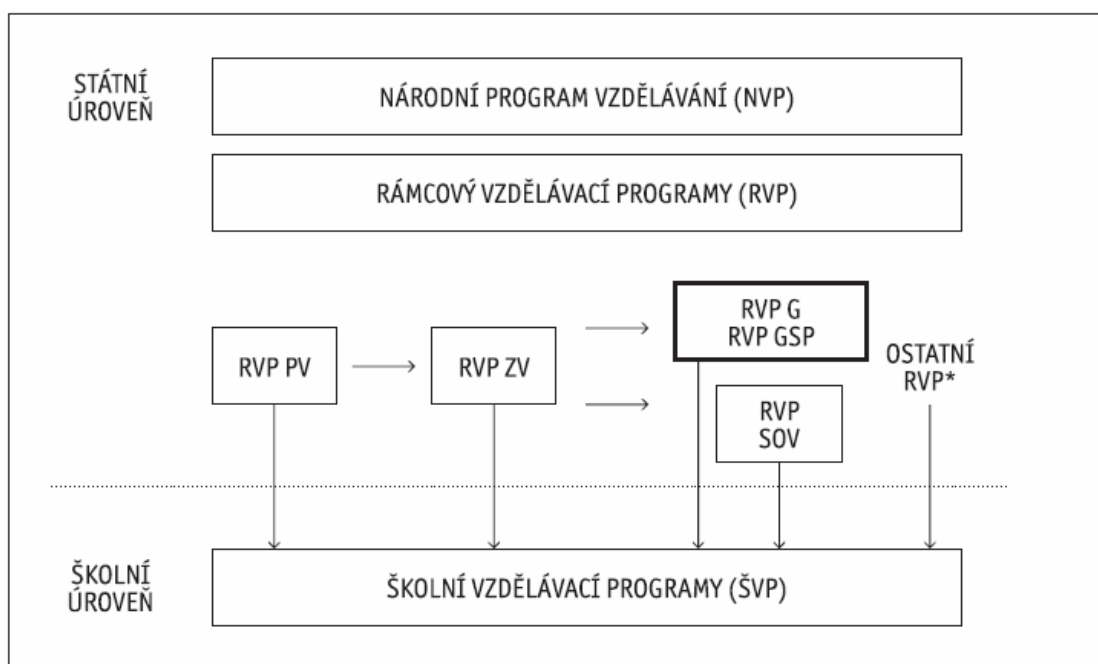 STÁTNÍ
ÚROVEŇ
NÁRODNÍ PROGRAM VZDĚLÁVÁNÍ (NVP)
RÁMCOVÝ VZDĚLÁVACÍ PROGRAMY (RVP)
RVP PV
RVP ZV
RVP G
RVP GSP
RVP
SOV
OSTATNÍ
RVP*
ŠKOLNÍ
ÚROVEŇ
ŠKOLNÍ VZDĚLÁVACÍ PROGRAMY (ŠVP)